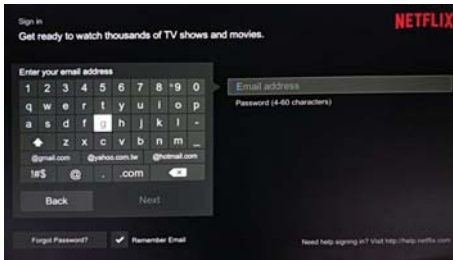 Sign in
NETFLIX
Get ready to watch thousands of TV shows and movies.
Enter your email address
1 2 3 4 5 6 7 8 9 0
q w e r t y u i o p
a s d f g h j k l -
z x c v b n m _
@gmail.com @yahoo.com.tw @hotmail.com
!#$ @ . .com
Back Next
Email address
Password (4-60 characters)
Forgot Password? Remember Email
Need help signing in? Visit http://help.netflix.com